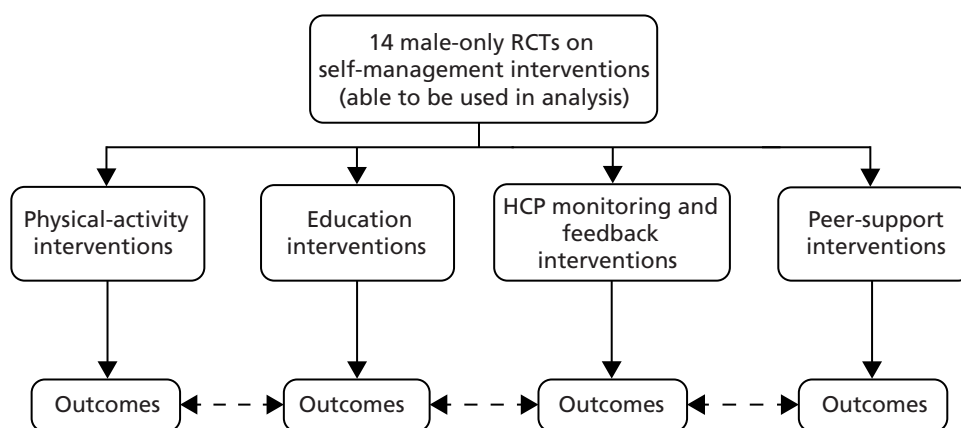 14 male-only RCTs on
self-management interventions
(able to be used in analysis)
Physical-activity
interventions
Education
interventions
HCP monitoring and
feedback
interventions
Peer-support
interventions
Outcomes
Outcomes
Outcomes
Outcomes